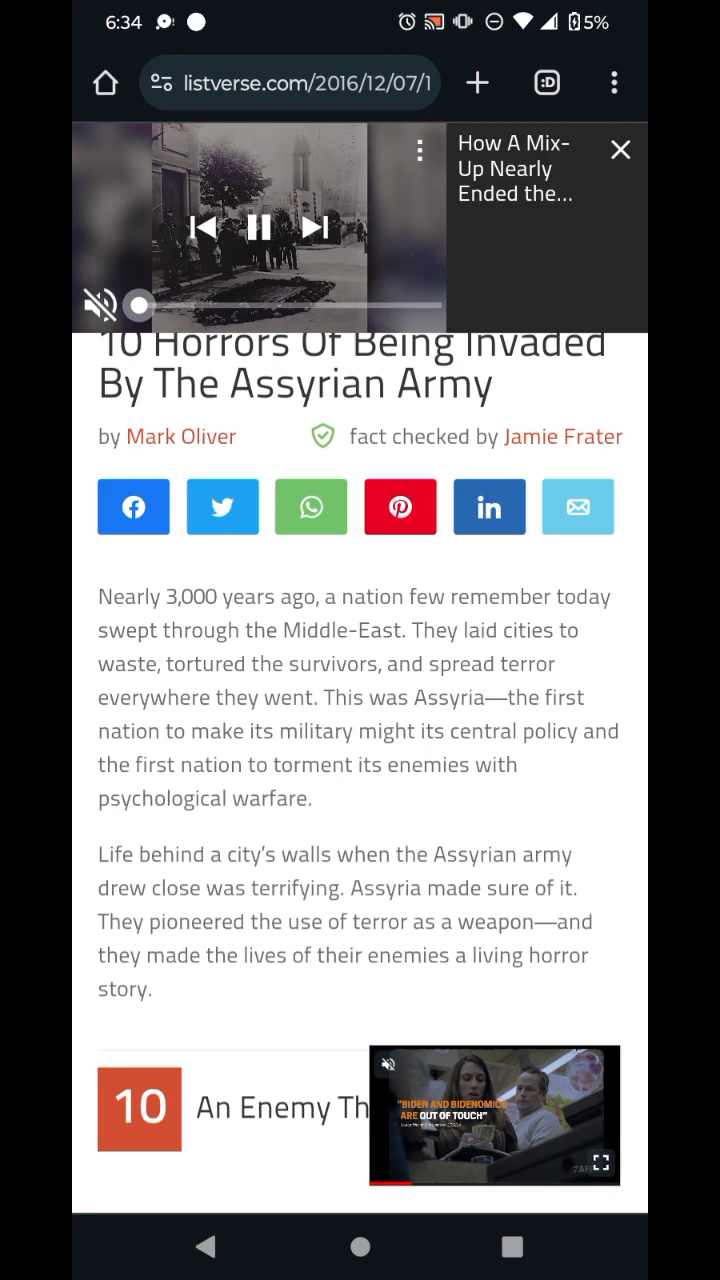 6:34
5%
listverse.com/2016/12/07/1
:D
How A Mix-
Up Nearly
Ended the...
10 Horrors Of Being Invaded
By The Assyrian Army
by Mark Oliver
fact checked by Jamie Frater
in
Nearly 3,000 years ago, a nation few remember today
swept through the Middle-East. They laid cities to
waste, tortured the survivors, and spread terror
everywhere they went. This was Assyria—the first
nation to make its military might its central policy and
the first nation to torment its enemies with
psychological warfare.
Life behind a city's walls when the Assyrian army
drew close was terrifying. Assyria made sure of it.
They pioneered the use of terror as a weapon—and
they made the lives of their enemies a living horror
story.
10
An Enemy Th
"BIDEN AND BIDENOMICS
ARE OUT OF TOUCH"